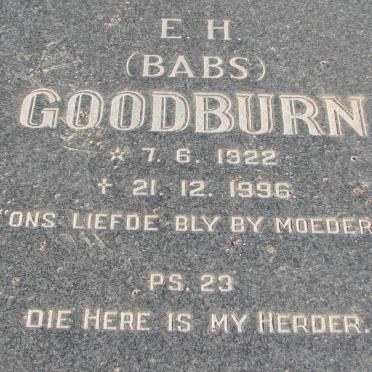 E. H.
(BABS)
GOODBURN
☆ 7. 6. 1922
✝ 21. 12. 1996
"ONS LIEFDE BLY BY MOEDER
PS. 23
DIE HERE IS MY HERDER.